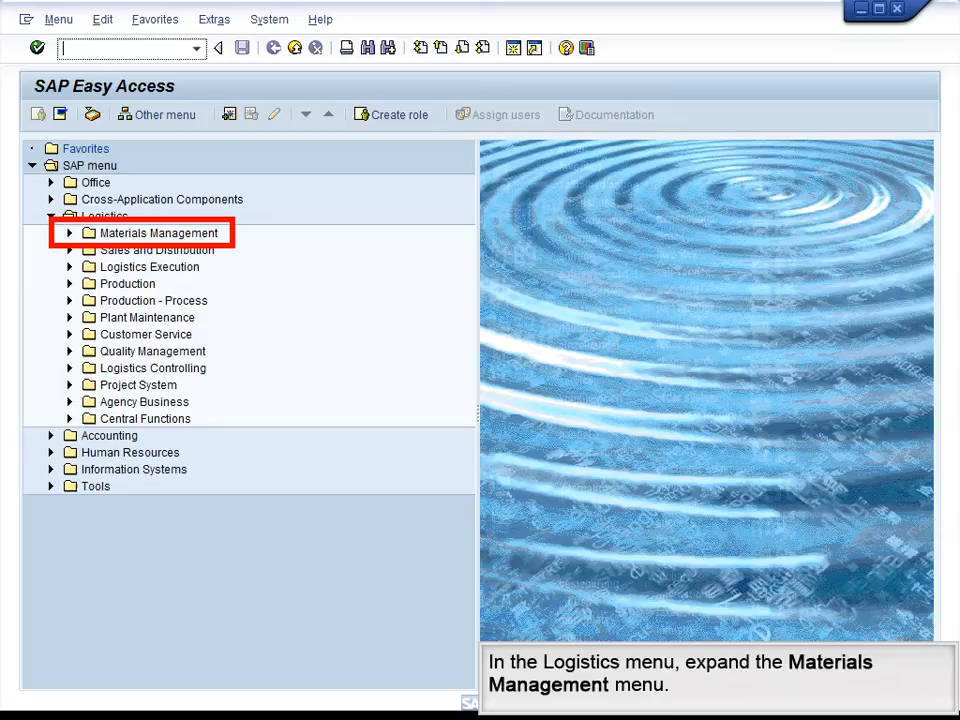 Menu Edit Favorites Extras System Help
SAP Easy Access
Other menu Create role Assign users Documentation
Favorites
SAP menu
Office
Cross-Application Components
Logistics
Materials Management
Sales and Distribution
Logistics Execution
Production
Production - Process
Plant Maintenance
Customer Service
Quality Management
Logistics Controlling
Project System
Agency Business
Central Functions
Accounting
Human Resources
Information Systems
Tools
In the Logistics menu, expand the Materials
Management menu.